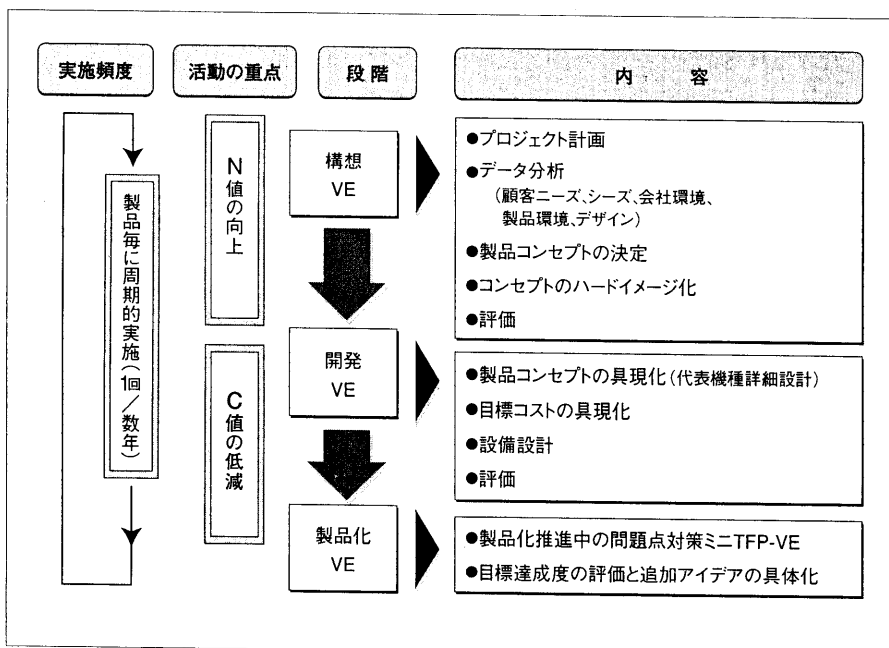 実施頻度
活動の重点
段階
内容
製品毎に周期的実施(1回/数年)
N値の向上
C値の低減
構想
VE
●プロジェクト計画
●データ分析
(顧客ニーズ、シーズ、会社環境、
製品環境、デザイン)
●製品コンセプトの決定
●コンセプトのハードイメージ化
●評価
開発
VE
●製品コンセプトの具現化(代表機種詳細設計)
●目標コストの具現化
●設備設計
●評価
製品化
VE
●製品化推進中の問題点対策ミニTFP-VE
●目標達成度の評価と追加アイデアの具体化